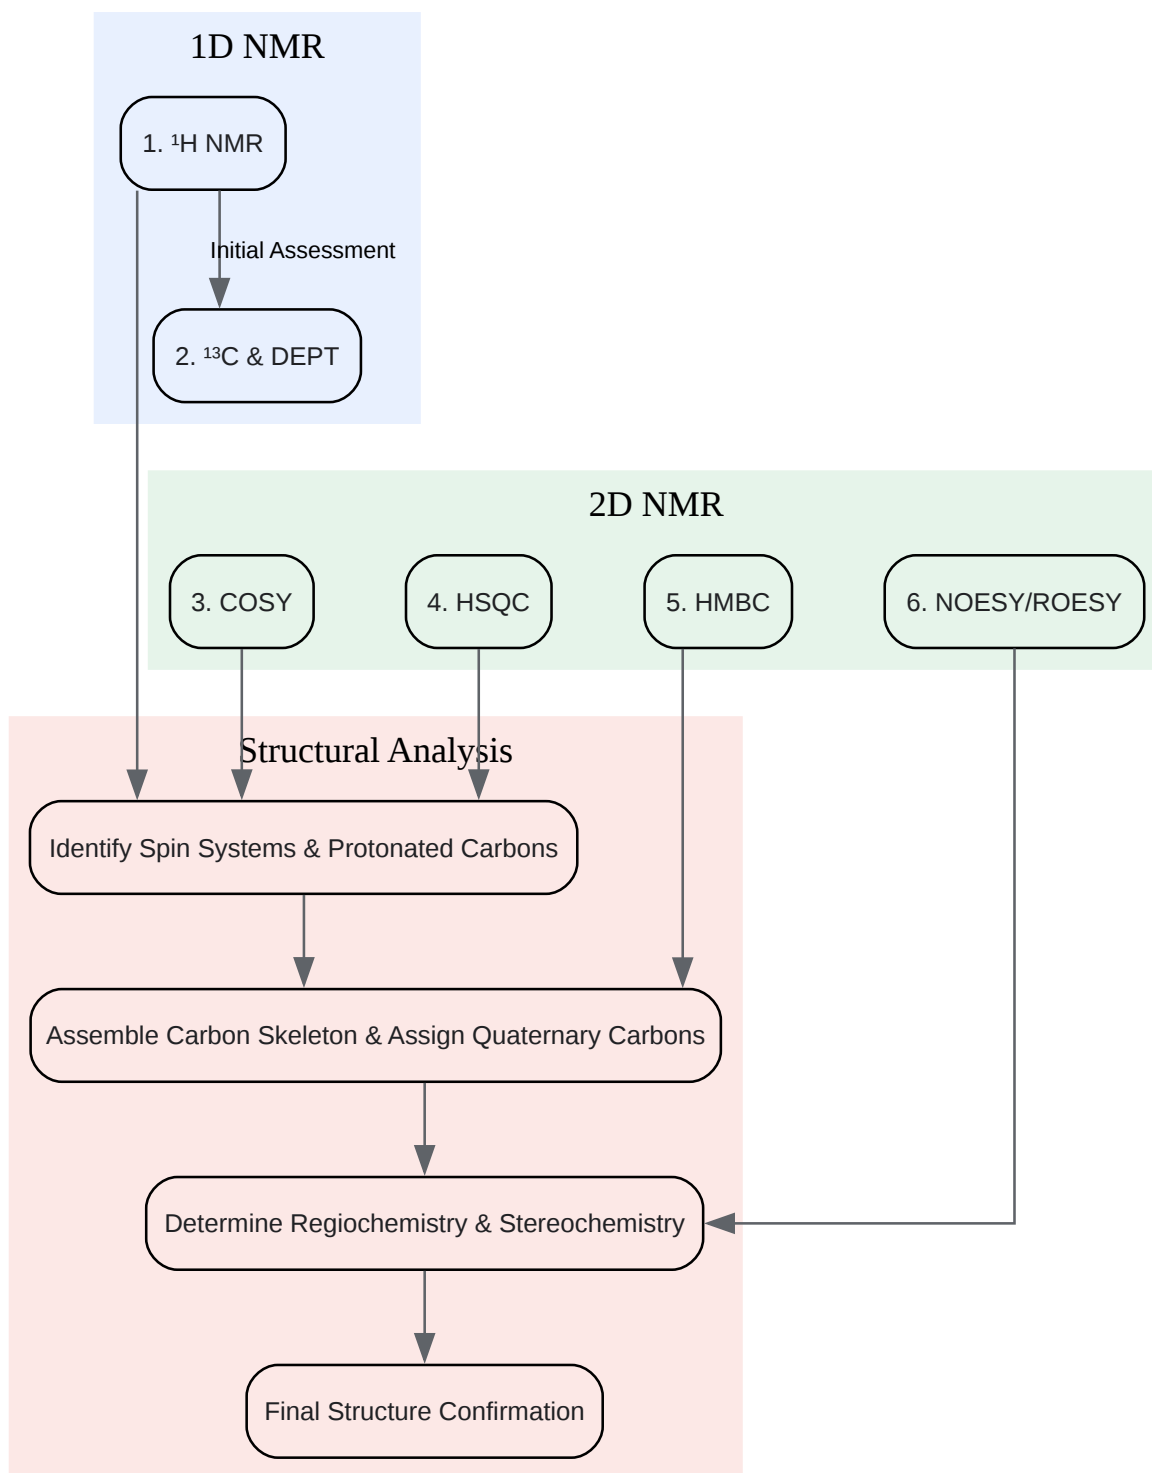 1D NMR
1. ¹H NMR
Initial Assessment
2. ¹³C & DEPT
2D NMR
3. COSY
4. HSQC
5. HMBC
6. NOESY/ROESY
Structural Analysis
Identify Spin Systems & Protonated Carbons
Assemble Carbon Skeleton & Assign Quaternary Carbons
Determine Regiochemistry & Stereochemistry
Final Structure Confirmation